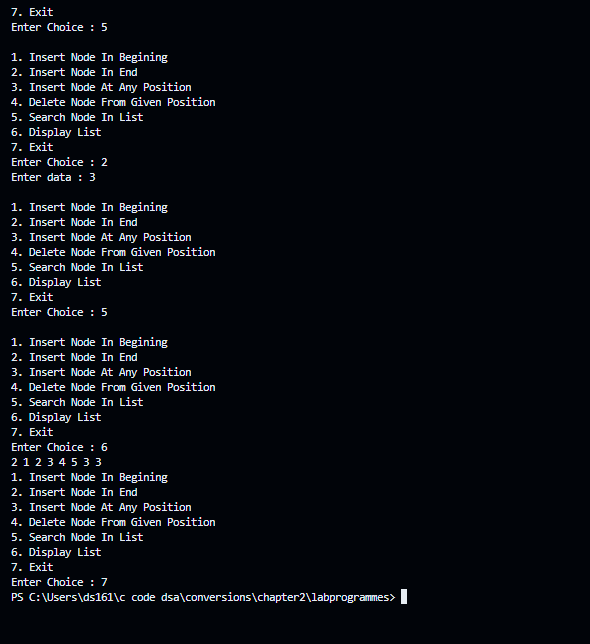 7. Exit
Enter Choice : 5
1. Insert Node In Begining
2. Insert Node In End
3. Insert Node At Any Position
4. Delete Node From Given Position
5. Search Node In List
6. Display List
7. Exit
Enter Choice : 2
Enter data : 3
1. Insert Node In Begining
2. Insert Node In End
3. Insert Node At Any Position
4. Delete Node From Given Position
5. Search Node In List
6. Display List
7. Exit
Enter Choice : 5
1. Insert Node In Begining
2. Insert Node In End
3. Insert Node At Any Position
4. Delete Node From Given Position
5. Search Node In List
6. Display List
7. Exit
Enter Choice : 6
2 1 2 3 4 5 3 3
1. Insert Node In Begining
2. Insert Node In End
3. Insert Node At Any Position
4. Delete Node From Given Position
5. Search Node In List
6. Display List
7. Exit
Enter Choice : 7
PS C:\Users\ds161\c code dsa\conversions\chapter2\labprogrammes>